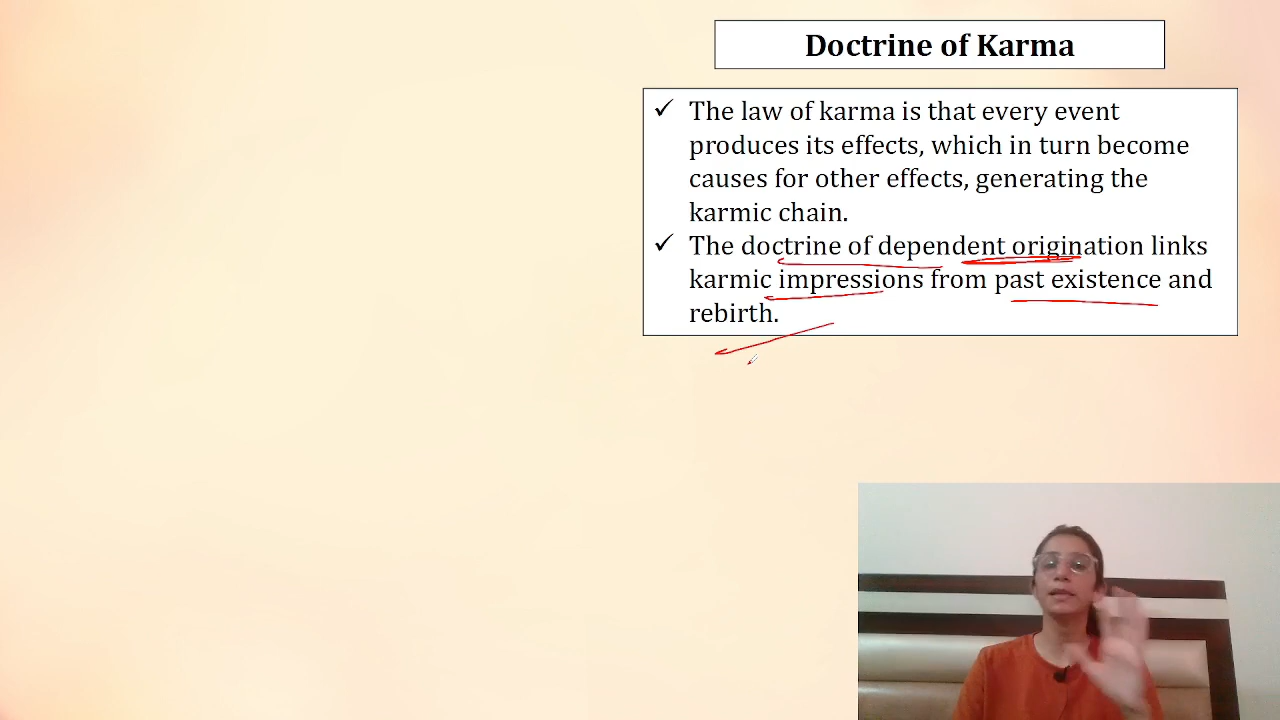 Doctrine of Karma
✓ The law of karma is that every event
produces its effects, which in turn become
causes for other effects, generating the
karmic chain.
✓ The doctrine of dependent origination links
karmic impressions from past existence and
rebirth.